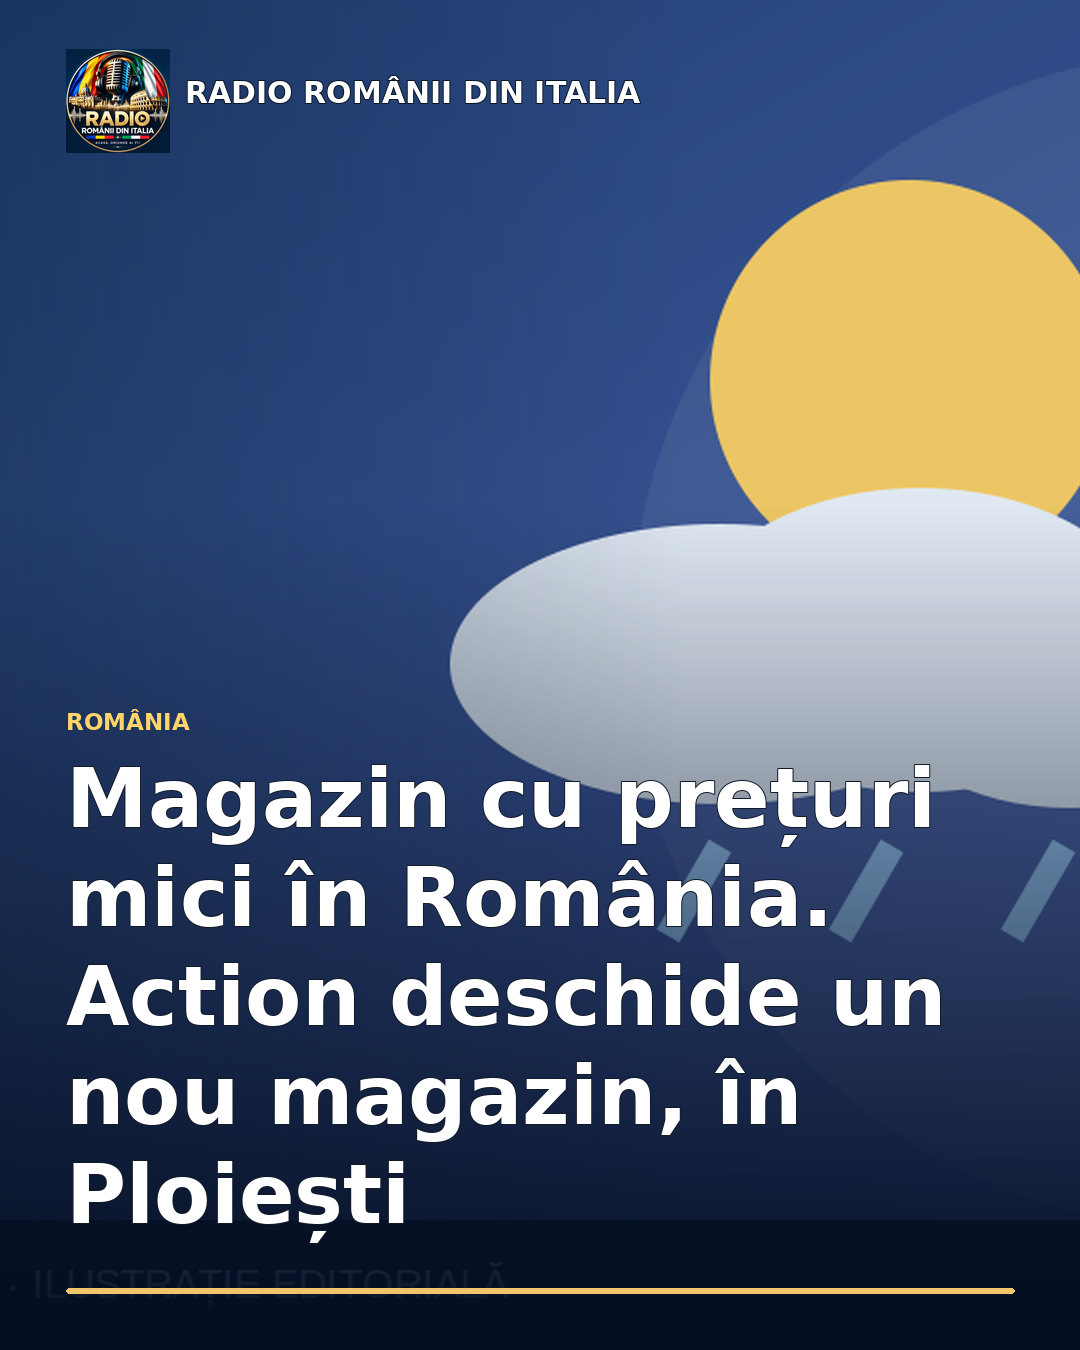 RADIO
ROMÂNII DIN ITALIA
RADIO ROMÂNII DIN ITALIA
ROMÂNIA
Magazin cu prețuri
mici în România.
Action deschide un
nou magazin, în
Ploiești
· ILUSTRAȚIE EDITORIALĂ